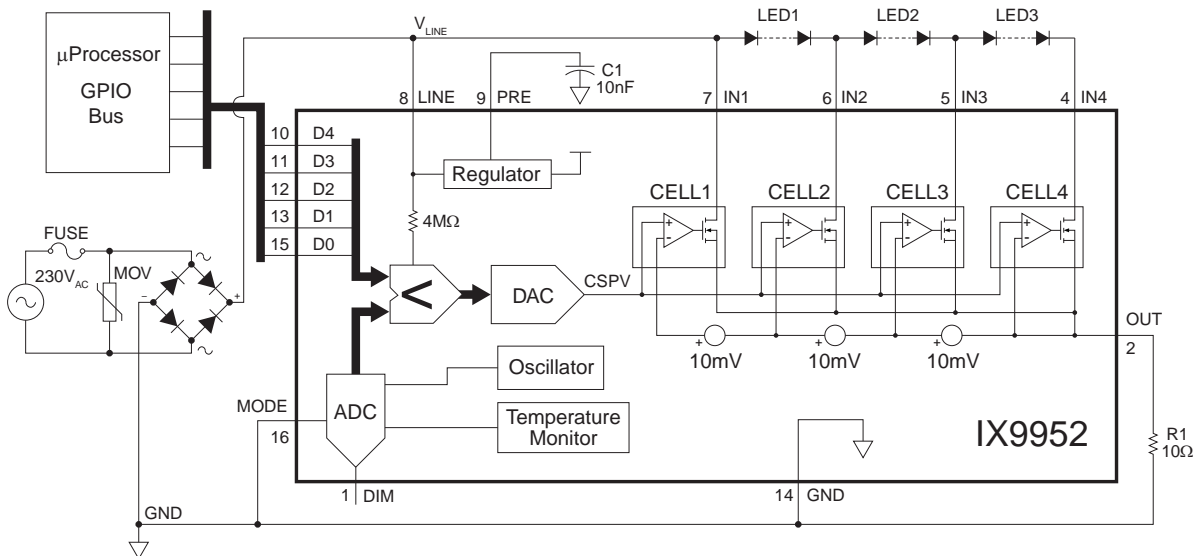 µProcessor
GPIO
Bus
V LINE
LED1
LED2
LED3
C1
10nF
8 LINE
9 PRE
7 IN1
6 IN2
5 IN3
4 IN4
10 D4
11 D3
12 D2
13 D1
15 D0
Regulator
4MΩ
CELL1
CELL2
CELL3
CELL4
+
-
+
-
+
-
+
-
FUSE
230VAC
MOV
−
+
<
DAC
CSPV
+
10mV
+
10mV
+
10mV
OUT
2
MODE
16
ADC
Oscillator
Temperature
Monitor
IX9952
R1
10Ω
1 DIM
14 GND
GND